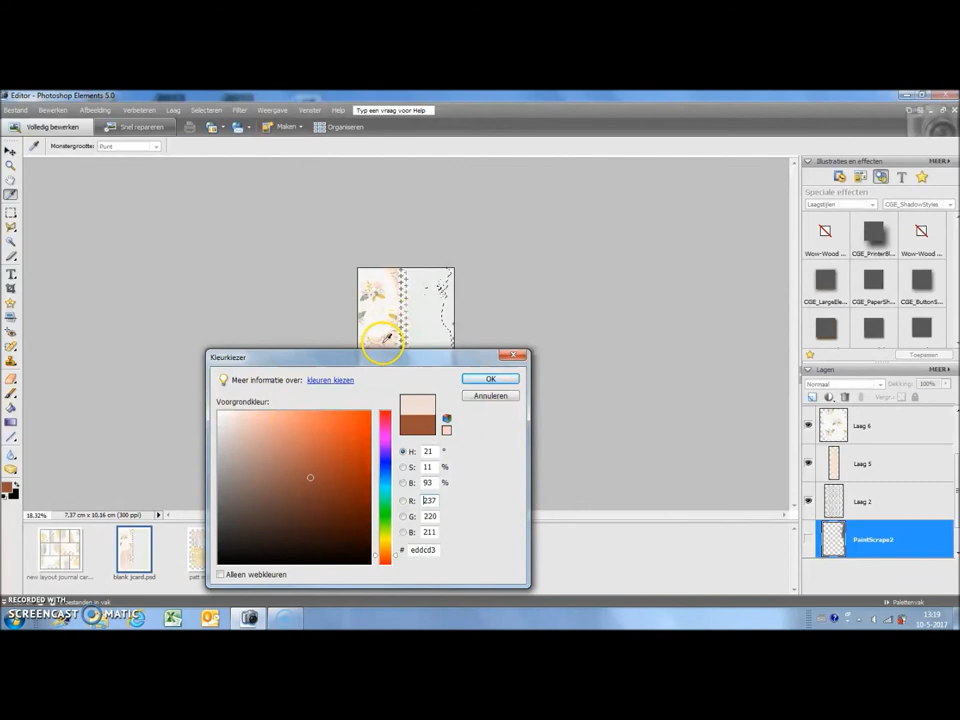 Editor - Photoshop Elements 5.0
Bestand Bewerken Afbeelding Verbeteren Laag Selecteren Filter Weergave Venster Help Typ een vraag voor Help
Volledig bewerken Snel repareren Maken Organiseren
Monstergrootte: Punt
Illustraties en effecten MEER
Speciale effecten
Laagstijlen CGE_ShadowStyles
Wow-Wood ... CGE_PrinterBl... Wow-Wood ...
CGE_LargeEle... CGE_PaperSh... CGE_ButtonS...
Toepassen
Lagen MEER
Normaal Dekking: 100%
Laag 6
Laag 5
Laag 2
PaintScrape2
Kleurkiezer
Meer informatie over: kleuren kiezen
Voorgrondkleur:
OK
Annuleren
H: 21 °
S: 11 %
B: 93 %
R: 237
G: 220
B: 211
# eddcd3
Alleen webkleuren
18,32% 7,37 cm x 10,16 cm (300 ppi)
new layout journal car... blank jcard.psd
Palettenvak
RECORDED WITH
SCREENCAST MATIC
13:19
10-5-2017